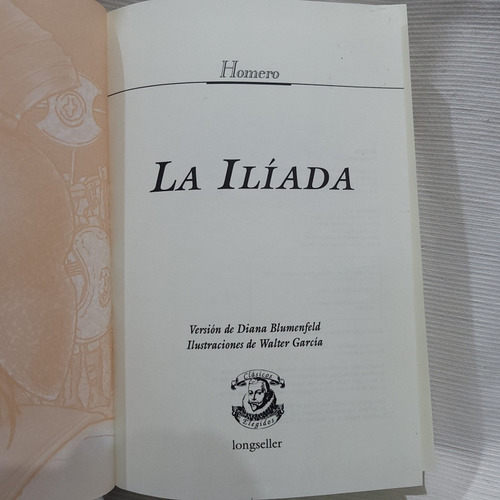 Homero
LA ILÍADA
Versión de Diana Blumenfeld
Ilustraciones de Walter García
Clásicos
Elegidos
longseller